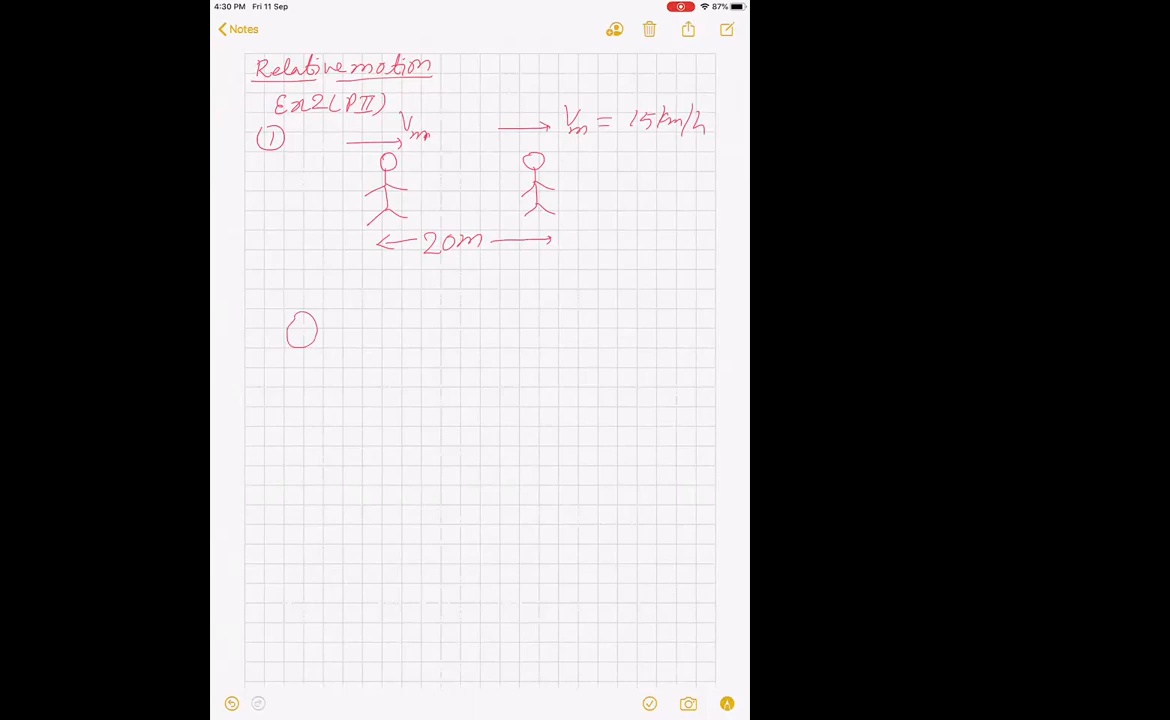 4:30 PM Fri 11 Sep 87%
Notes
Relative motion
Ex2(PII)
① Vm Vm = 15km/h
20m